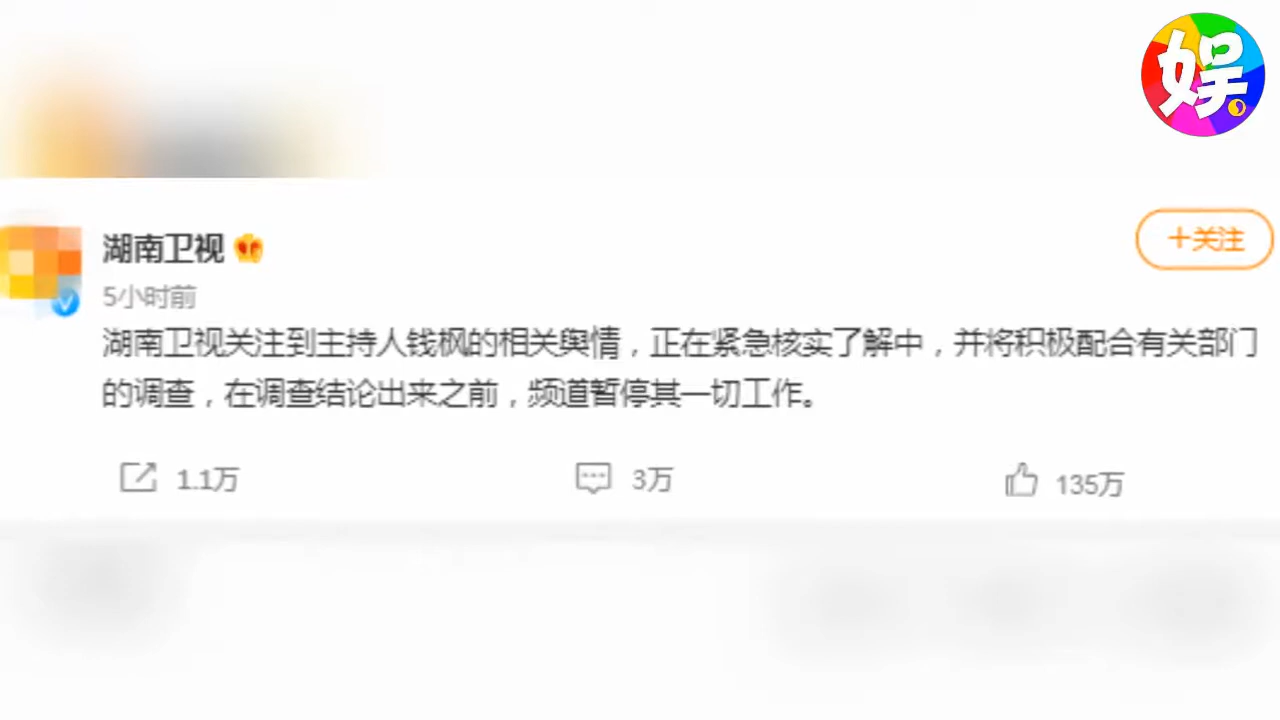 娱
湖南卫视
+关注
5小时前
湖南卫视关注到主持人钱枫的相关舆情，正在紧急核实了解中，并将积极配合有关部门
的调查，在调查结论出来之前，频道暂停其一切工作。
1.1万
3万
135万